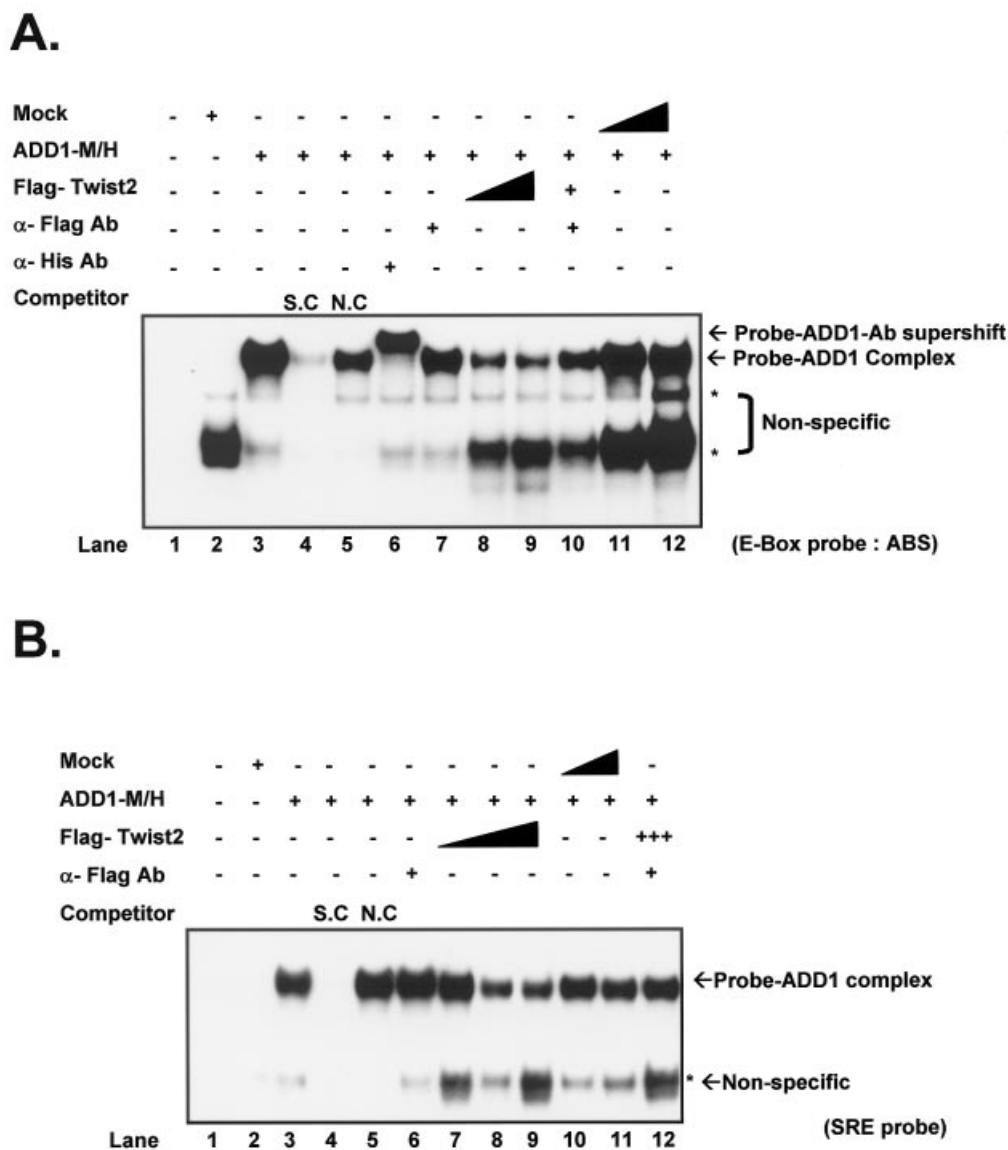 A.
Mock - + - - - - - - - -
ADD1-M/H - - + + + + + + + + + +
Flag- Twist2 - - - - - - - + - -
α- Flag Ab - - - - - - + - - + - -
α- His Ab - - - - - + - - - - - -
Competitor S.C N.C
← Probe-ADD1-Ab supershift
← Probe-ADD1 Complex
*
Non-specific
*
Lane 1 2 3 4 5 6 7 8 9 10 11 12 (E-Box probe : ABS)
B.
Mock - + - - - - - - - -
ADD1-M/H - - + + + + + + + + + +
Flag- Twist2 - - - - - - - - +++
α- Flag Ab - - - - - + - - - - - +
Competitor S.C N.C
←Probe-ADD1 complex
* ←Non-specific
(SRE probe)
Lane 1 2 3 4 5 6 7 8 9 10 11 12